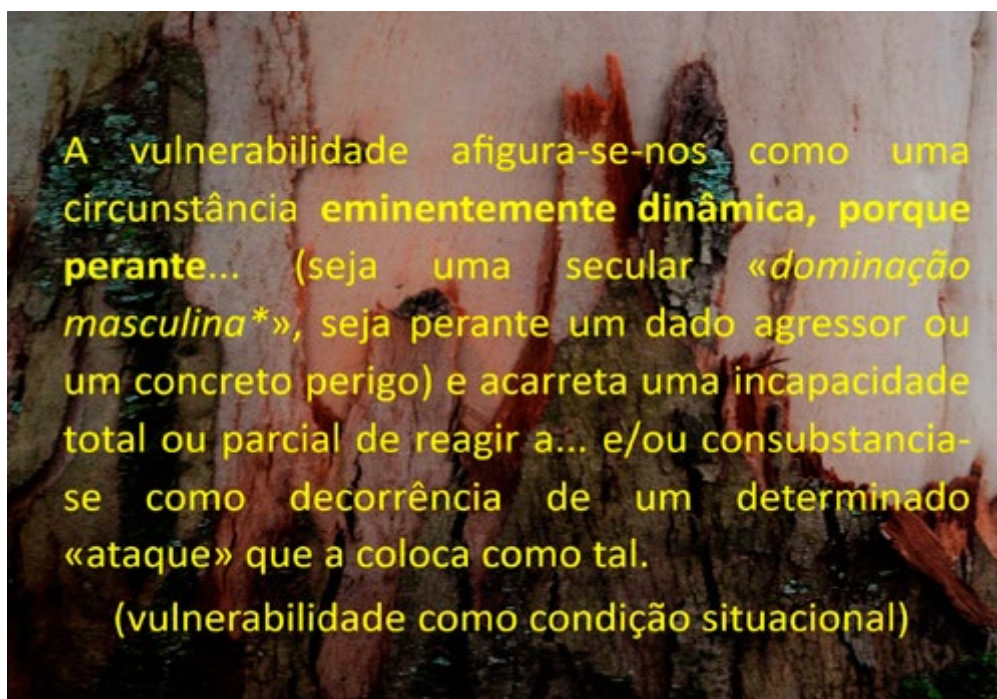 A vulnerabilidade afigura-se-nos como uma
circunstância eminentemente dinâmica, porque
perante... (seja uma secular «dominação
masculina*», seja perante um dado agressor ou
um concreto perigo) e acarreta uma incapacidade
total ou parcial de reagir a... e/ou consubstancia-
se como decorrência de um determinado
«ataque» que a coloca como tal.
(vulnerabilidade como condição situacional)